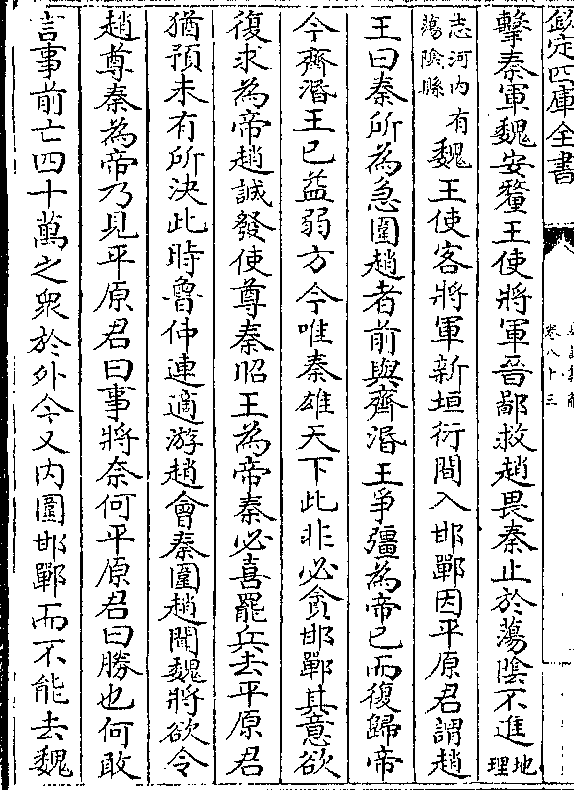 欽定四庫全書
卷八十三
擊秦軍魏安釐王使將軍晉鄙救趙畏秦止於蕩陰不進地理
志河内有蕩陰縣魏王使客將軍新垣衍間入邯鄲因平原君謂趙
王曰秦所為急圍趙者前與齊湣王爭彊為帝已而復歸帝
今齊湣王已益弱方今唯秦雄天下此非必貪邯鄲其意欲
復求為帝趙誠發使尊秦昭王為帝秦必喜罷兵去平原君
猶預未有所決此時魯仲連適游趙會秦圍趙聞魏將欲令
趙尊秦為帝乃見平原君曰事將奈何平原君曰勝也何敢
言事前亡四十萬之衆於外今又内圍邯鄲而不能去魏